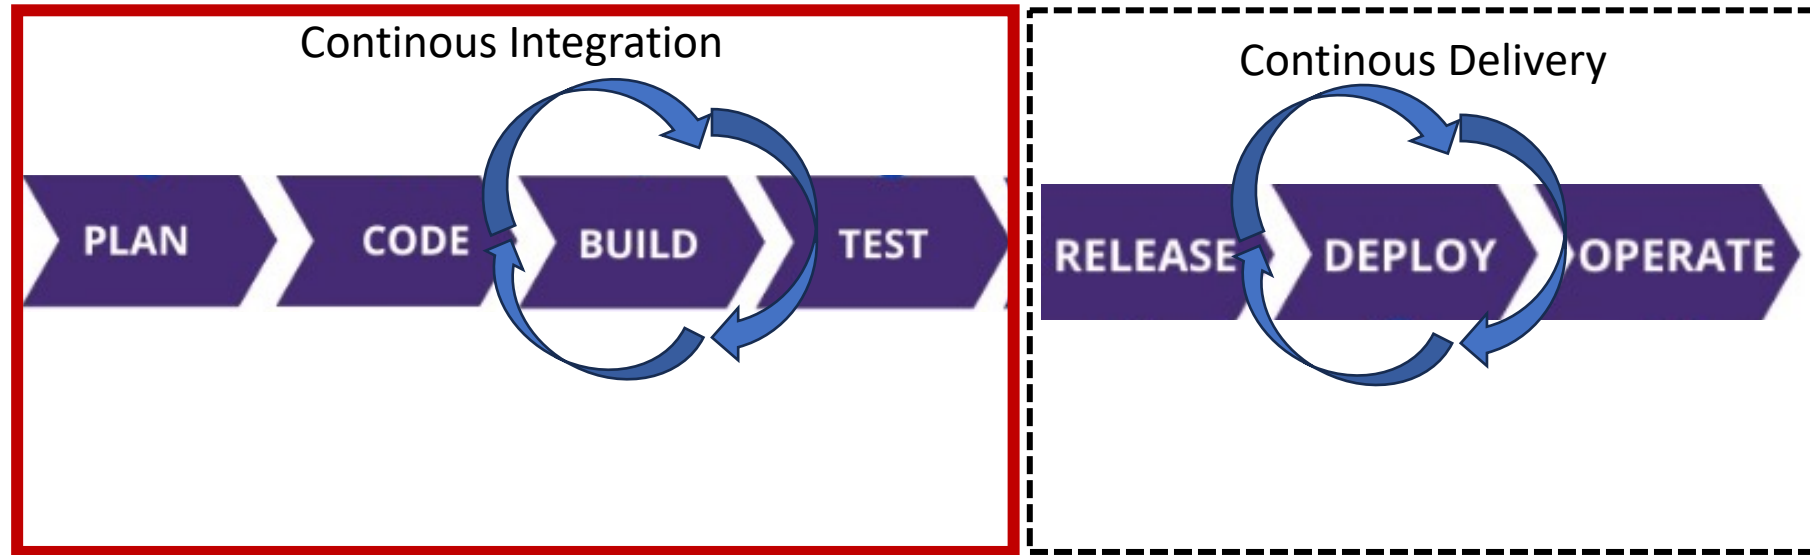 Continous Integration
PLAN
CODE
BUILD
TEST
Continous Delivery
RELEASE
DEPLOY
OPERATE